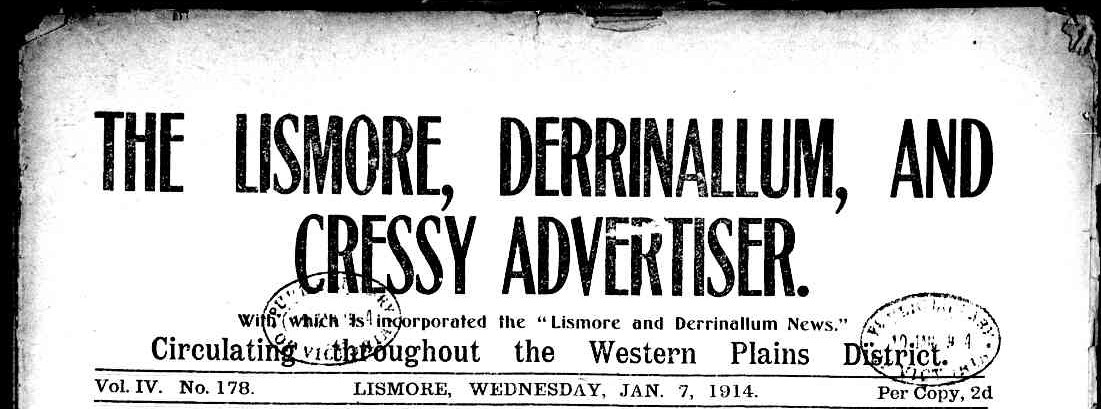 THE LISMORE, DERRINALLUM, AND
CRESSY ADVERTISER.
With which is incorporated the "Lismore and Derrinallum News."
Circulating throughout the Western Plains District.
Vol. IV. No. 178. LISMORE, WEDNESDAY, JAN. 7, 1914. Per Copy, 2d